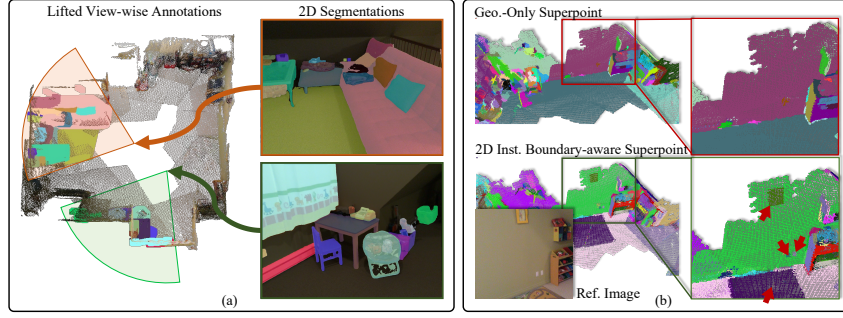 Lifted View-wise Annotations
2D Segmentations
(a)
Geo.-Only Superpoint
2D Inst. Boundary-aware Superpoint
Ref. Image
(b)